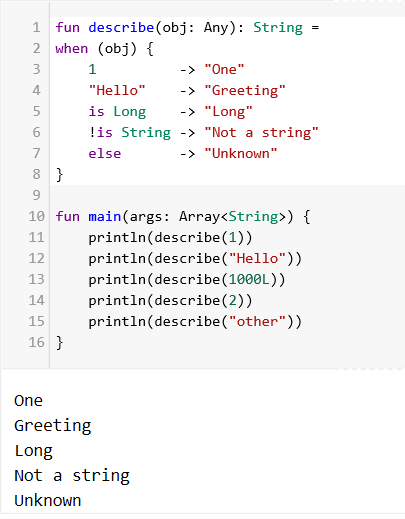 1 fun describe(obj: Any): String =
2 when (obj) {
3     1          -> "One"
4     "Hello"    -> "Greeting"
5     is Long    -> "Long"
6     !is String -> "Not a string"
7     else       -> "Unknown"
8 }
9
10 fun main(args: Array<String>) {
11     println(describe(1))
12     println(describe("Hello"))
13     println(describe(1000L))
14     println(describe(2))
15     println(describe("other"))
16 }
One
Greeting
Long
Not a string
Unknown